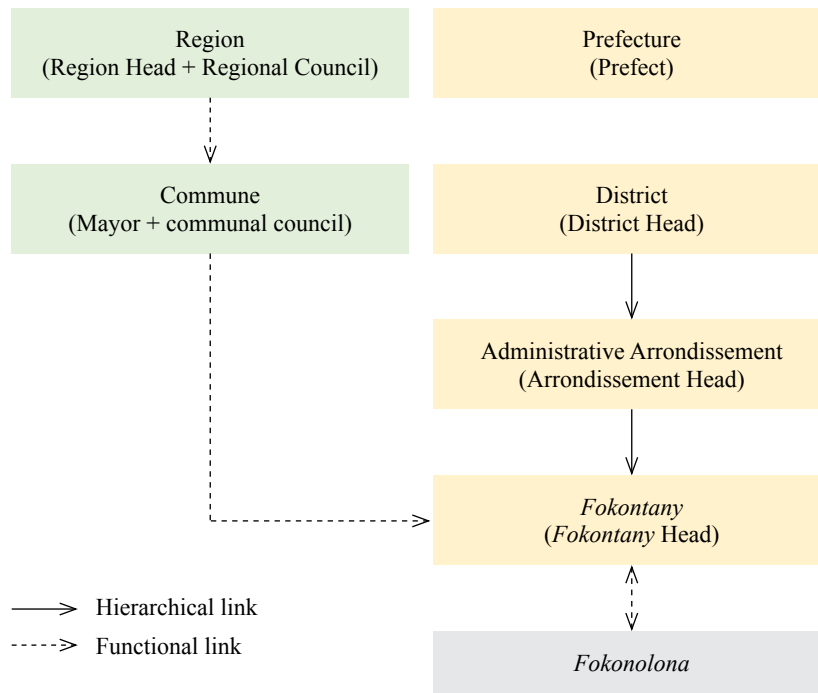 Region
(Region Head + Regional Council)
Prefecture
(Prefect)
Commune
(Mayor + communal council)
District
(District Head)
Administrative Arrondissement
(Arrondissement Head)
Fokontany
(Fokontany Head)
Hierarchical link
Functional link
Fokonolona